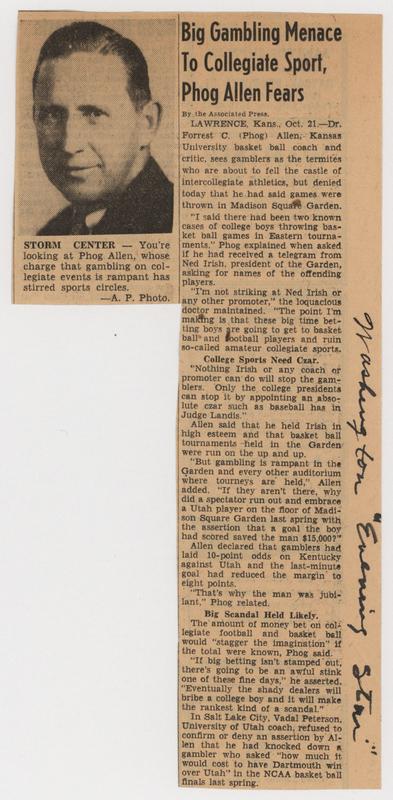 Big Gambling Menace
To Collegiate Sport,
Phog Allen Fears
By the Associated Press.
LAWRENCE, Kans., Oct. 21.—Dr.
Forrest C. (Phog) Allen, Kansas
University basket ball coach and
critic, sees gamblers as the termites
who are about to fell the castle of
intercollegiate athletics, but denied
today that he had said games were
thrown in Madison Square Garden.
"I said there had been two known
cases of college boys throwing bas-
ket ball games in Eastern tourna-
ments," Phog explained when asked
if he had received a telegram from
Ned Irish, president of the Garden,
asking for names of the offending
players.
"I'm not striking at Ned Irish or
any other promoter," the loquacious
doctor maintained. "The point I'm
making is that these big time bet-
ting boys are going to get to basket
ball and football players and ruin
so-called amateur collegiate sports.
College Sports Need Czar.
"Nothing Irish or any coach or
promoter can do will stop the gam-
blers. Only the college presidents
can stop it by appointing an abso-
lute czar such as baseball has in
Judge Landis."
Allen said that he held Irish in
high esteem and that basket ball
tournaments held in the Garden
were run on the up and up.
"But gambling is rampant in the
Garden and every other auditorium
where tourneys are held," Allen
added. "If they aren't there, why
did a spectator run out and embrace
a Utah player on the floor of Madi-
son Square Garden last spring with
the assertion that a goal the boy
had scored saved the man $15,000?"
Allen declared that gamblers had
laid 10-point odds on Kentucky
against Utah and the last-minute
goal had reduced the margin to
eight points.
"That's why the man was jubi-
lant," Phog related.
Big Scandal Held Likely.
The amount of money bet on col-
legiate football and basket ball
would "stagger the imagination" if
the total were known, Phog said.
"If big betting isn't stamped out,
there's going to be an awful stink
one of these fine days," he asserted.
"Eventually the shady dealers will
bribe a college boy and it will make
the rankest kind of a scandal."
In Salt Lake City, Vadal Peterson,
University of Utah coach, refused to
confirm or deny an assertion by Al-
len that he had knocked down a
gambler who asked "how much it
would cost to have Dartmouth win
over Utah" in the NCAA basket ball
finals last spring.
STORM CENTER — You're
looking at Phog Allen, whose
charge that gambling on col-
legiate events is rampant has
stirred sports circles.
—A. P. Photo.
Washington "Evening Star"